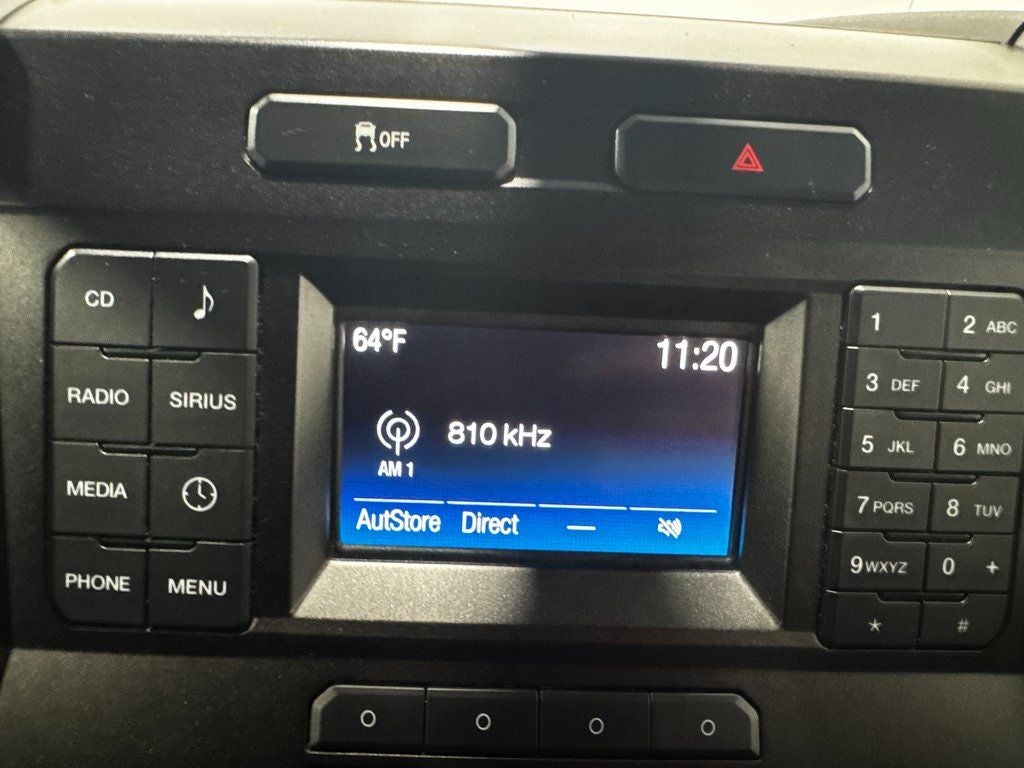 OFF
64°F
11:20
810 kHz
AM 1
AutStore Direct —
CD
RADIO SIRIUS
MEDIA
PHONE MENU
1 2 ABC
3 DEF 4 GHI
5 JKL 6 MNO
7 PQRS 8 TUV
9 WXYZ 0 +
* #